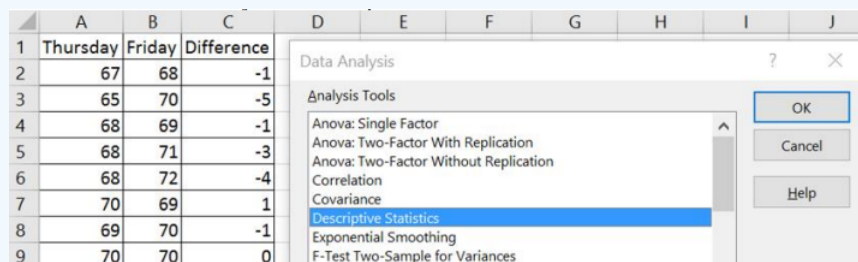 A B C D E F G H I J
1 Thursday Friday Difference
2 67 68 -1
3 65 70 -5
4 68 69 -1
5 68 71 -3
6 68 72 -4
7 70 69 1
8 69 70 -1
9 70 70 0
Data Analysis ? ×
Analysis Tools
Anova: Single Factor
Anova: Two-Factor With Replication
Anova: Two-Factor Without Replication
Correlation
Covariance
Descriptive Statistics
Exponential Smoothing
F-Test Two-Sample for Variances
OK
Cancel
Help